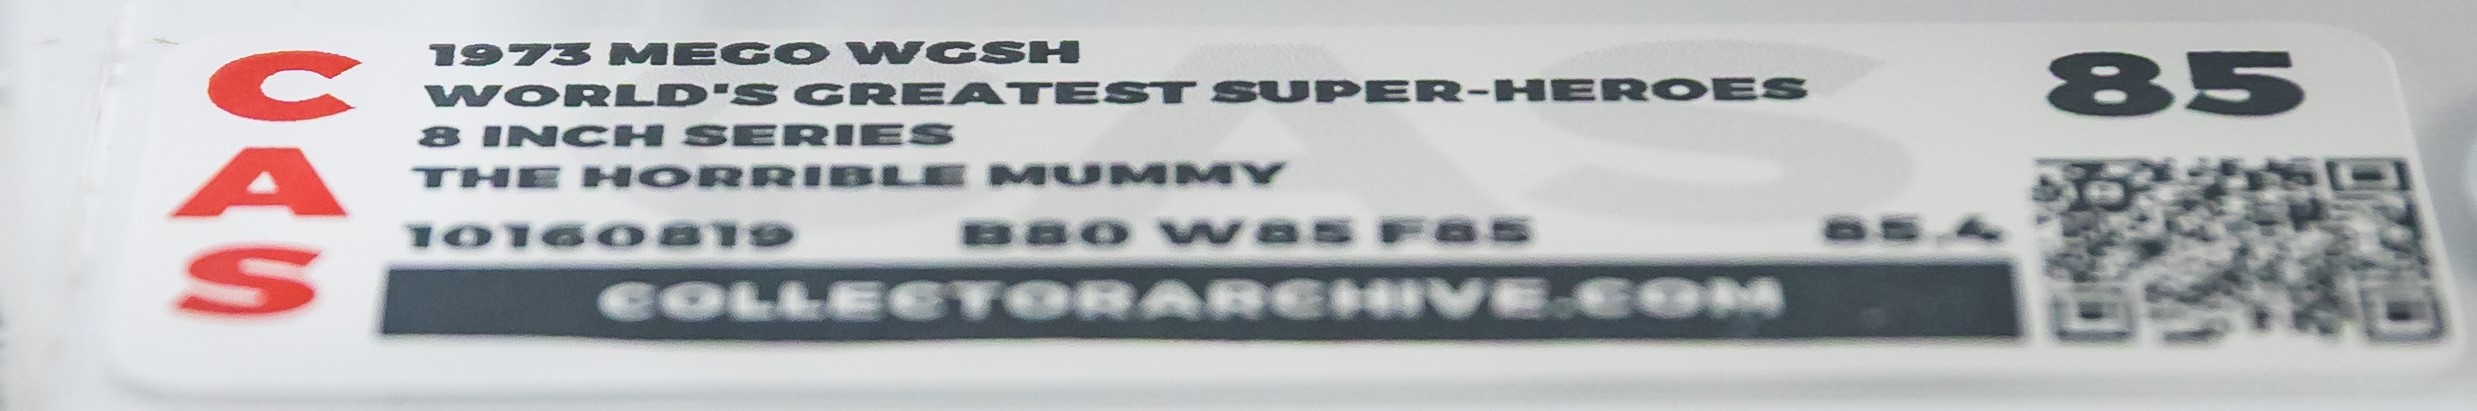 CAS
1973 MEGO WGSH
WORLD'S GREATEST SUPER-HEROES
8 INCH SERIES
THE HORRIBLE MUMMY
10160819 B80 W85 F85 85.4
COLLECTORARCHIVE.COM
85